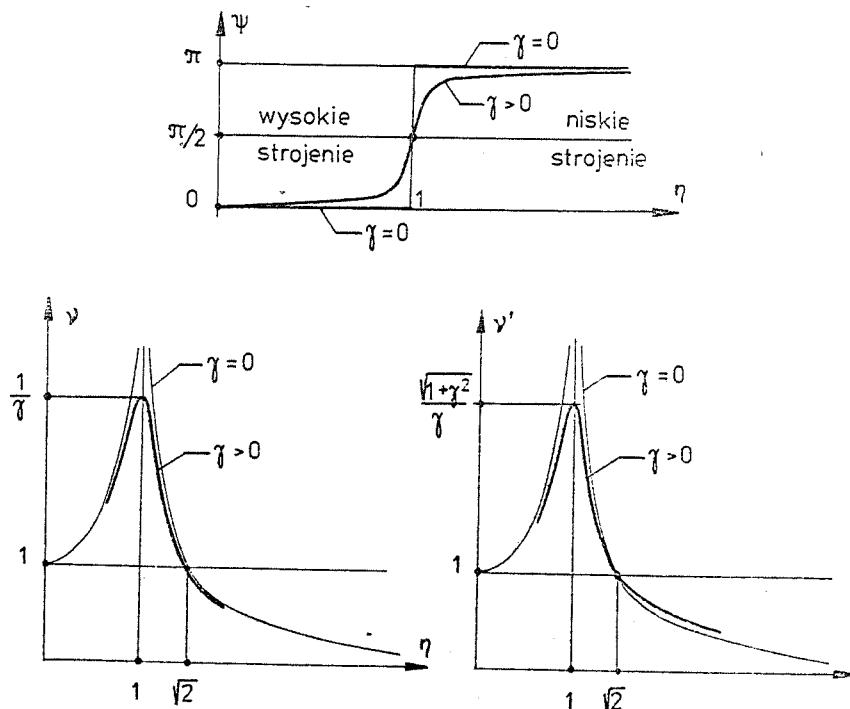 ψ
π
γ = 0
γ > 0
wysokie
niskie
π/2
strojenie
strojenie
0
1
η
γ = 0
ν
1/γ
γ = 0
γ > 0
1
η
1
√2
ν'
√1+γ²/γ
γ = 0
γ > 0
1
1
√2